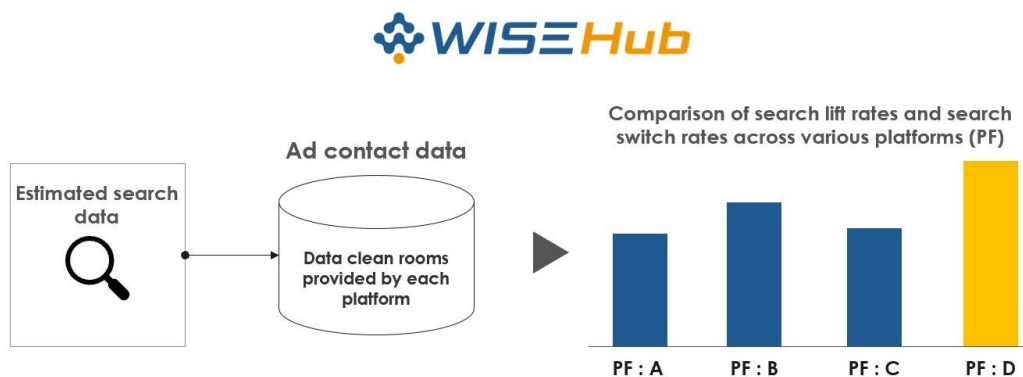 WISEHub
Comparison of search lift rates and search
switch rates across various platforms (PF)
Ad contact data
Estimated search
data
Data clean rooms
provided by each
platform
PF : A
PF : B
PF : C
PF : D